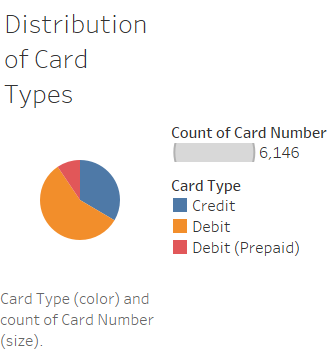 Distribution
of Card
Types
Count of Card Number
6,146
Card Type
Credit
Debit
Debit (Prepaid)
Card Type (color) and
count of Card Number
(size).